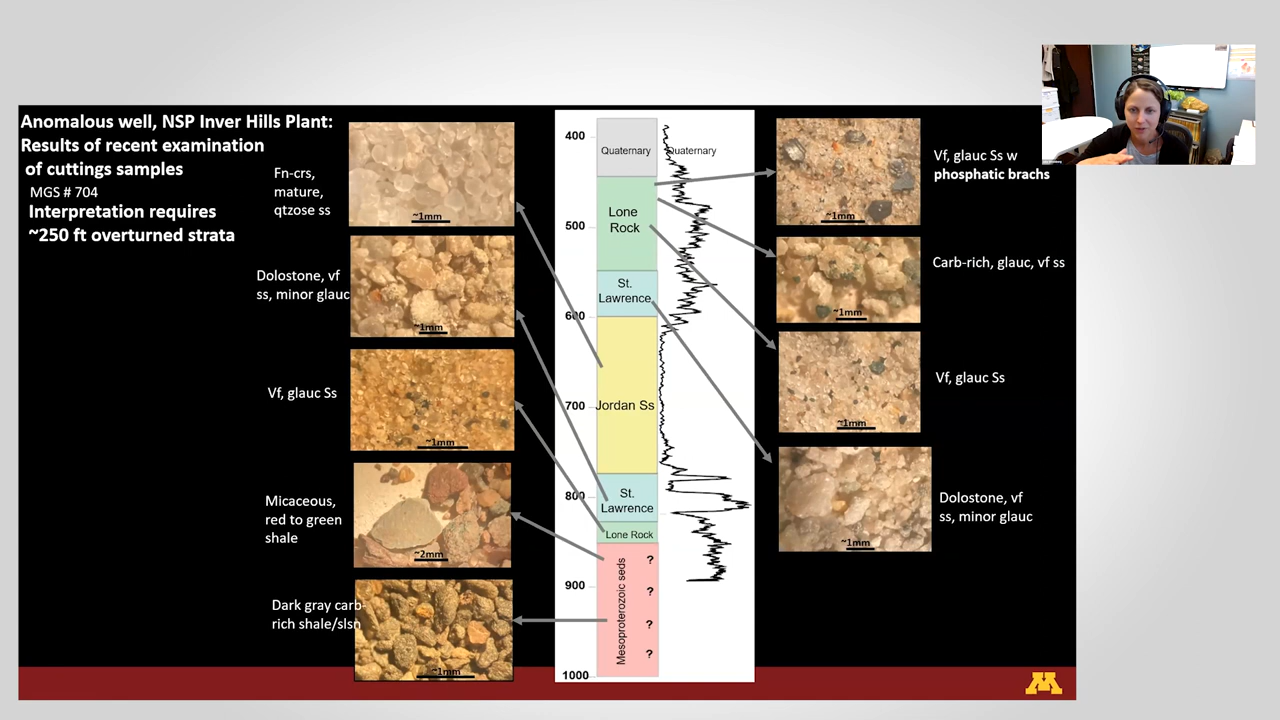 Anomalous well, NSP Inver Hills Plant:
Results of recent examination
of cuttings samples
MGS # 704
Interpretation requires
~250 ft overturned strata
Fn-crs,
mature,
qtzose ss
~1mm
Dolostone, vf
ss, minor glauc
~1mm
Vf, glauc Ss
~1mm
Micaceous,
red to green
shale
~2mm
Dark gray carb-
rich shale/slsn
~1mm
400
500
600
700
800
900
1000
Quaternary
Quaternary
Lone
Rock
St.
Lawrence
Jordan Ss
St.
Lawrence
Lone Rock
Mesoproterozoic seds
?
?
?
?
~1mm
Vf, glauc Ss w
phosphatic brachs
~1mm
Carb-rich, glauc, vf ss
~1mm
Vf, glauc Ss
~1mm
Dolostone, vf
ss, minor glauc
M